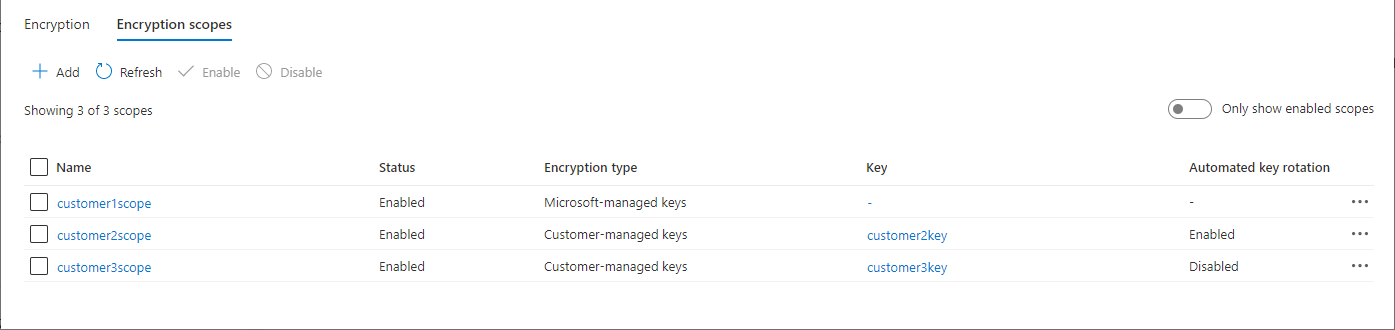 Encryption Encryption scopes
Add Refresh Enable Disable
Showing 3 of 3 scopes Only show enabled scopes
Name Status Encryption type Key Automated key rotation
customer1scope Enabled Microsoft-managed keys - -
customer2scope Enabled Customer-managed keys customer2key Enabled
customer3scope Enabled Customer-managed keys customer3key Disabled